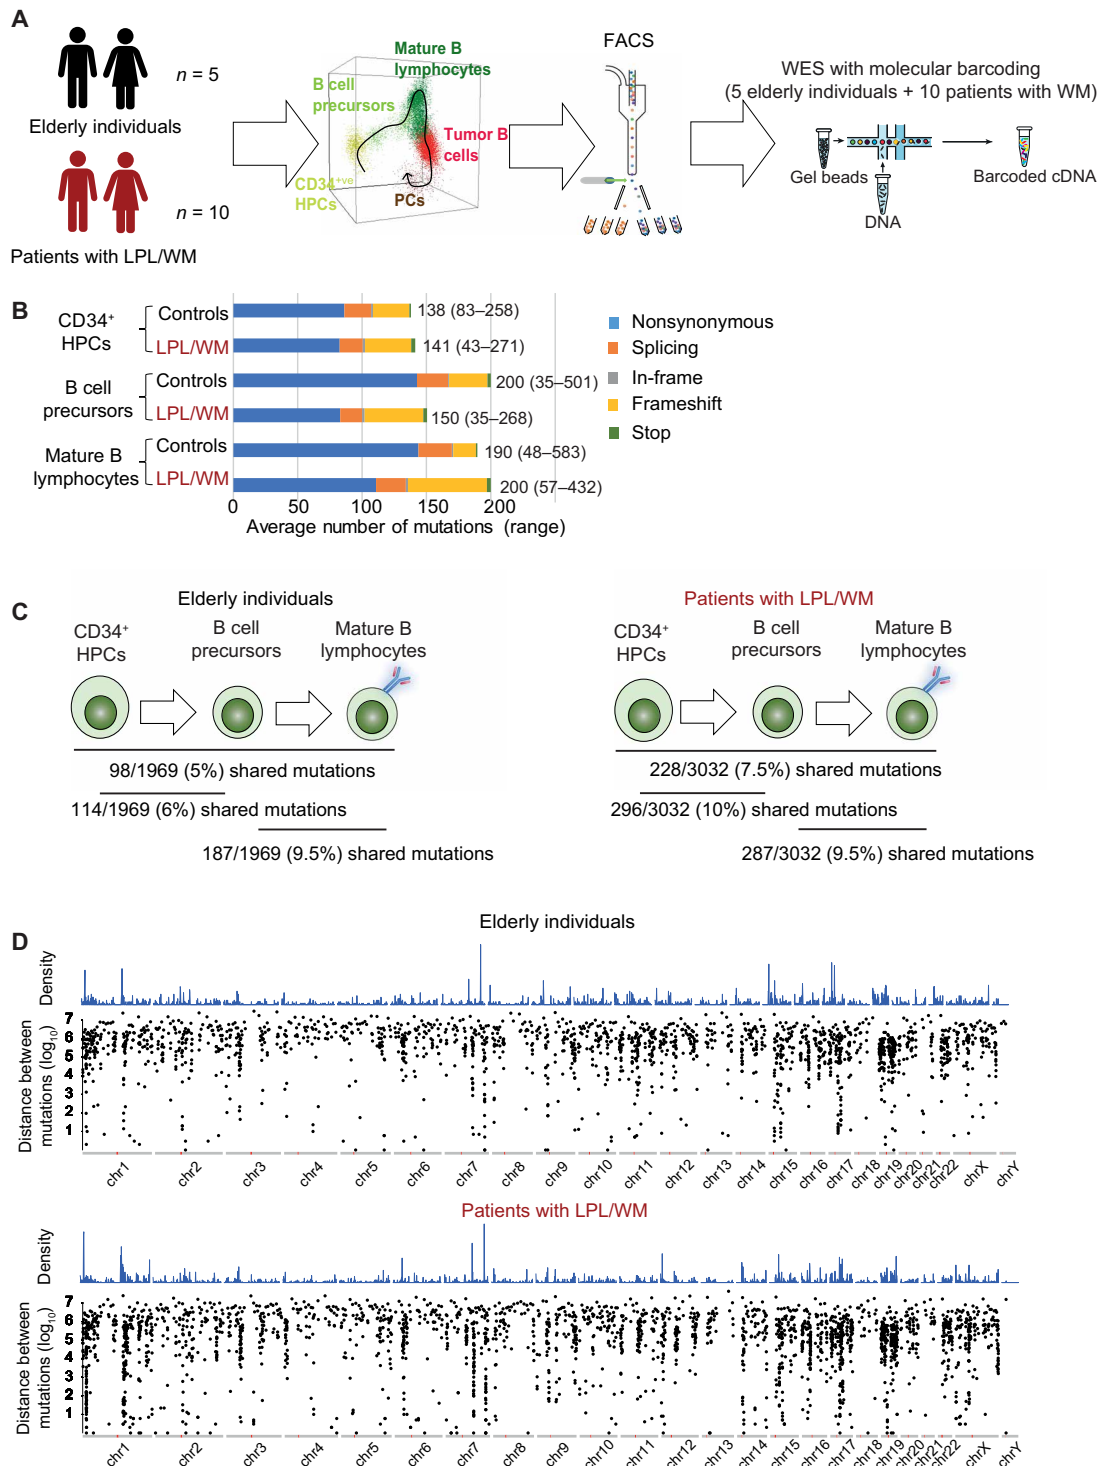 A
n = 5
Elderly individuals
n = 10
Patients with LPL/WM
Mature B
lymphocytes
B cell
precursors
Tumor B
cells
CD34+ve
HPCs
PCs
FACS
WES with molecular barcoding
(5 elderly individuals + 10 patients with WM)
Gel beads
DNA
Barcoded cDNA
B
CD34+
HPCs
Controls
138 (83–258)
LPL/WM
141 (43–271)
B cell
precursors
Controls
200 (35–501)
LPL/WM
150 (35–268)
Mature B
lymphocytes
Controls
190 (48–583)
LPL/WM
200 (57–432)
0 50 100 150 200
Average number of mutations (range)
Nonsynonymous
Splicing
In-frame
Frameshift
Stop
C
Elderly individuals
CD34+
HPCs
B cell
precursors
Mature B
lymphocytes
98/1969 (5%) shared mutations
114/1969 (6%) shared mutations
187/1969 (9.5%) shared mutations
Patients with LPL/WM
CD34+
HPCs
B cell
precursors
Mature B
lymphocytes
228/3032 (7.5%) shared mutations
296/3032 (10%) shared mutations
287/3032 (9.5%) shared mutations
D
Elderly individuals
Density
Distance between
mutations (log10)
7
6
5
4
3
2
1
chr1 chr2 chr3 chr4 chr5 chr6 chr7 chr8 chr9 chr10 chr11 chr12 chr13 chr14 chr15 chr16 chr17 chr18 chr19 chr20 chr21 chr22 chrX chrY
Patients with LPL/WM
Density
Distance between
mutations (log10)
7
6
5
4
3
2
1
chr1 chr2 chr3 chr4 chr5 chr6 chr7 chr8 chr9 chr10 chr11 chr12 chr13 chr14 chr15 chr16 chr17 chr18 chr19 chr20 chr21 chr22 chrX chrY